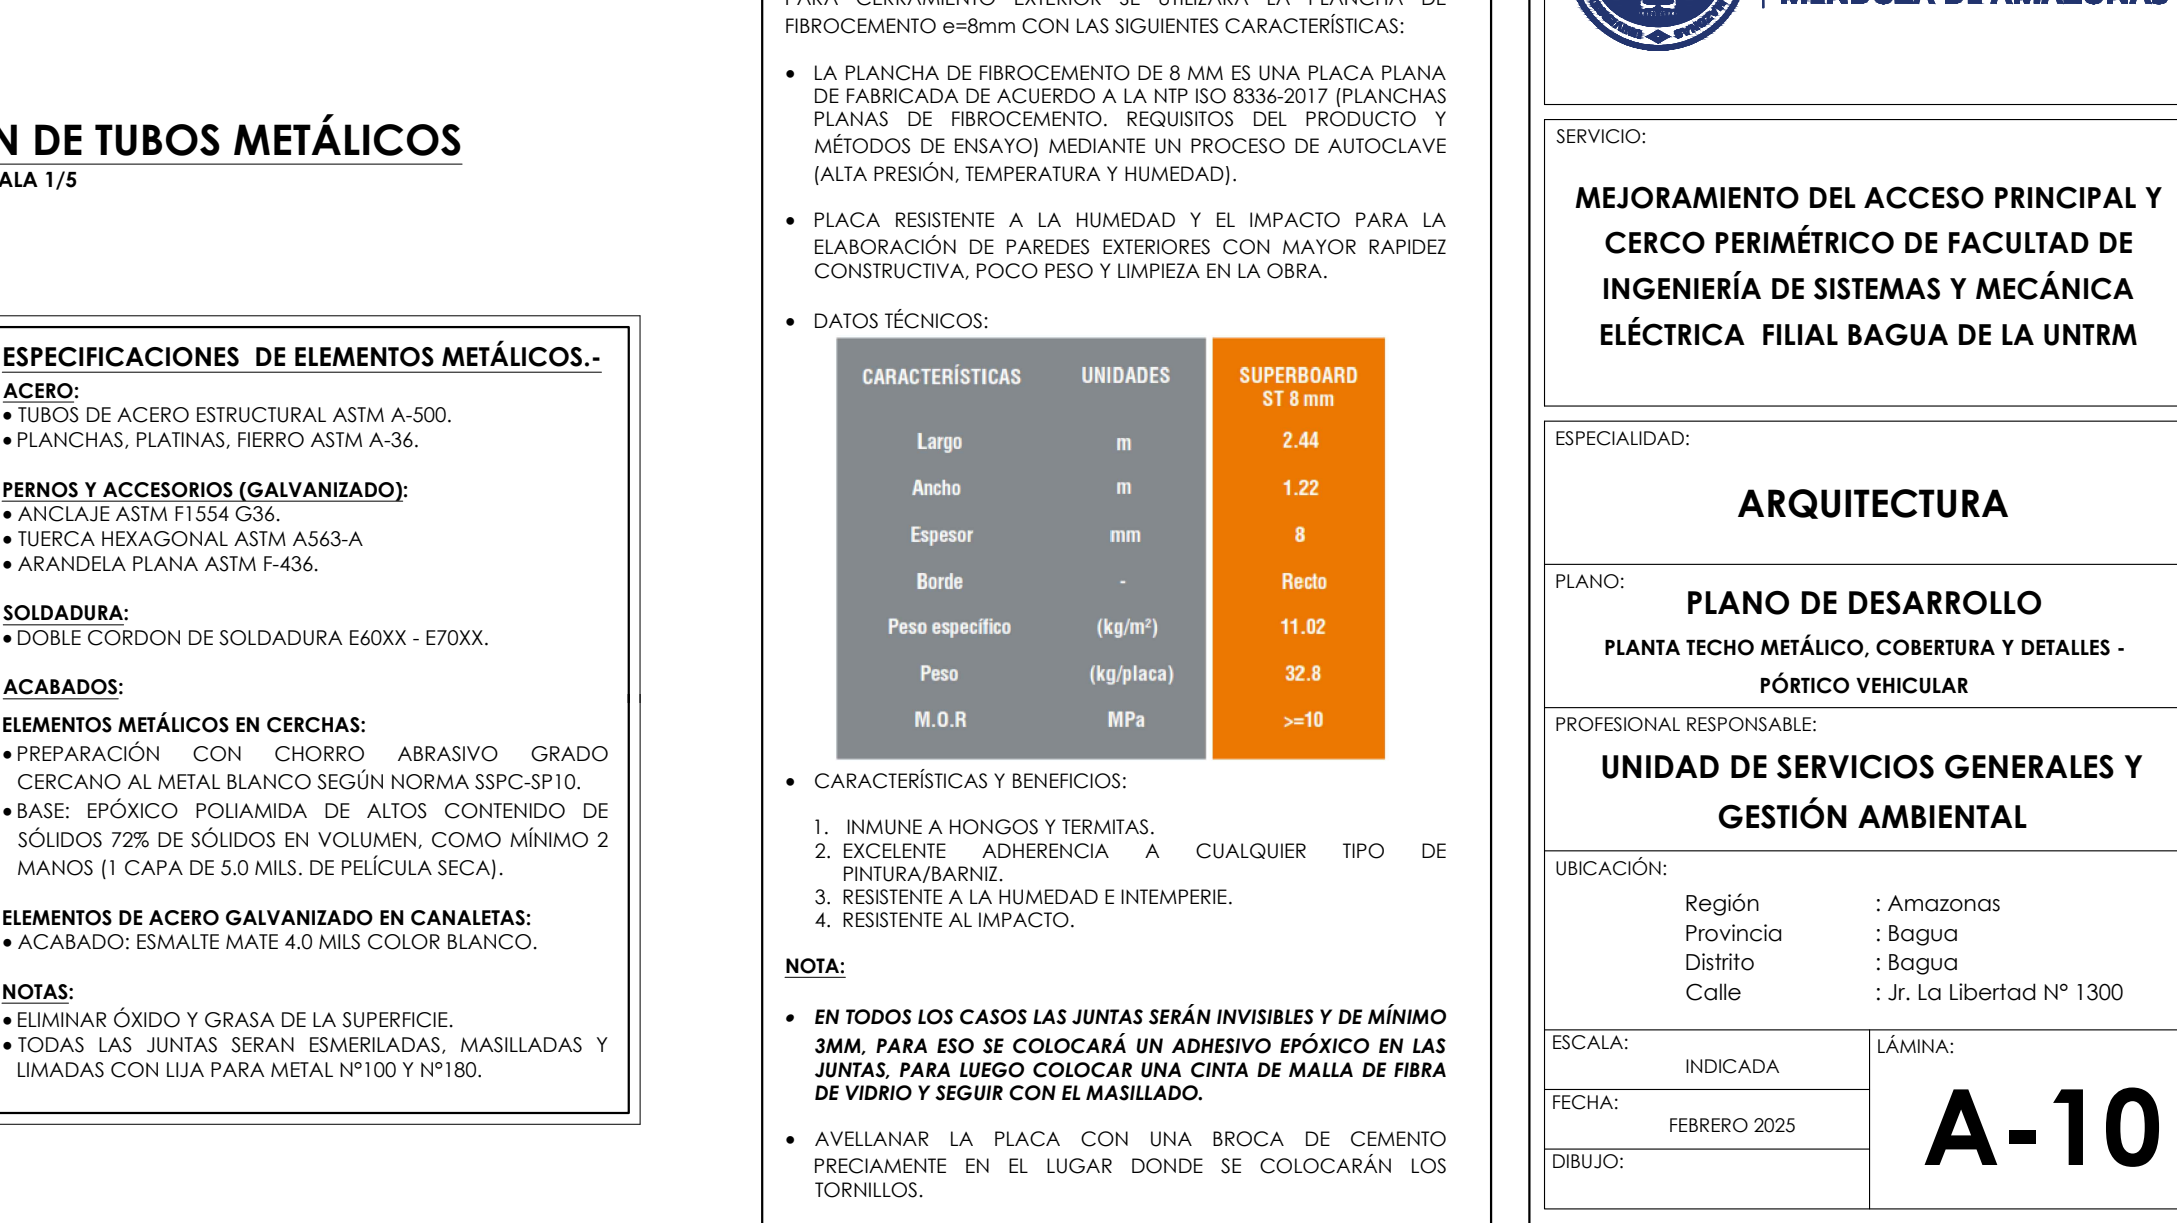 N DE TUBOS METÁLICOS
ALA 1/5
ESPECIFICACIONES DE ELEMENTOS METÁLICOS.-
ACERO:
• TUBOS DE ACERO ESTRUCTURAL ASTM A-500.
• PLANCHAS, PLATINAS, FIERRO ASTM A-36.
PERNOS Y ACCESORIOS (GALVANIZADO):
• ANCLAJE ASTM F1554 G36.
• TUERCA HEXAGONAL ASTM A563-A
• ARANDELA PLANA ASTM F-436.
SOLDADURA:
• DOBLE CORDON DE SOLDADURA E60XX - E70XX.
ACABADOS:
ELEMENTOS METÁLICOS EN CERCHAS:
• PREPARACIÓN CON CHORRO ABRASIVO GRADO
CERCANO AL METAL BLANCO SEGÚN NORMA SSPC-SP10.
• BASE: EPÓXICO POLIAMIDA DE ALTOS CONTENIDO DE
SÓLIDOS 72% DE SÓLIDOS EN VOLUMEN, COMO MÍNIMO 2
MANOS (1 CAPA DE 5.0 MILS. DE PELÍCULA SECA).
ELEMENTOS DE ACERO GALVANIZADO EN CANALETAS:
• ACABADO: ESMALTE MATE 4.0 MILS COLOR BLANCO.
NOTAS:
• ELIMINAR ÓXIDO Y GRASA DE LA SUPERFICIE.
• TODAS LAS JUNTAS SERAN ESMERILADAS, MASILLADAS Y
LIMADAS CON LIJA PARA METAL Nº100 Y Nº180.
PARA CERRAMIENTO EXTERIOR SE UTILIZARA LA PLANCHA DE
FIBROCEMENTO e=8mm CON LAS SIGUIENTES CARACTERÍSTICAS:
• LA PLANCHA DE FIBROCEMENTO DE 8 MM ES UNA PLACA PLANA
DE FABRICADA DE ACUERDO A LA NTP ISO 8336-2017 (PLANCHAS
PLANAS DE FIBROCEMENTO. REQUISITOS DEL PRODUCTO Y
MÉTODOS DE ENSAYO) MEDIANTE UN PROCESO DE AUTOCLAVE
(ALTA PRESIÓN, TEMPERATURA Y HUMEDAD).
• PLACA RESISTENTE A LA HUMEDAD Y EL IMPACTO PARA LA
ELABORACIÓN DE PAREDES EXTERIORES CON MAYOR RAPIDEZ
CONSTRUCTIVA, POCO PESO Y LIMPIEZA EN LA OBRA.
• DATOS TÉCNICOS:
CARACTERÍSTICAS UNIDADES SUPERBOARD
ST 8 mm
Largo m 2.44
Ancho m 1.22
Espesor mm 8
Borde - Recto
Peso específico (kg/m²) 11.02
Peso (kg/placa) 32.8
M.O.R MPa >=10
• CARACTERÍSTICAS Y BENEFICIOS:
1. INMUNE A HONGOS Y TERMITAS.
2. EXCELENTE ADHERENCIA A CUALQUIER TIPO DE
PINTURA/BARNIZ.
3. RESISTENTE A LA HUMEDAD E INTEMPERIE.
4. RESISTENTE AL IMPACTO.
NOTA:
• EN TODOS LOS CASOS LAS JUNTAS SERÁN INVISIBLES Y DE MÍNIMO
3MM, PARA ESO SE COLOCARÁ UN ADHESIVO EPÓXICO EN LAS
JUNTAS, PARA LUEGO COLOCAR UNA CINTA DE MALLA DE FIBRA
DE VIDRIO Y SEGUIR CON EL MASILLADO.
• AVELLANAR LA PLACA CON UNA BROCA DE CEMENTO
PRECIAMENTE EN EL LUGAR DONDE SE COLOCARÁN LOS
TORNILLOS.
MENDOZA DE AMAZONAS
SERVICIO:
MEJORAMIENTO DEL ACCESO PRINCIPAL Y
CERCO PERIMÉTRICO DE FACULTAD DE
INGENIERÍA DE SISTEMAS Y MECÁNICA
ELÉCTRICA FILIAL BAGUA DE LA UNTRM
ESPECIALIDAD:
ARQUITECTURA
PLANO:
PLANO DE DESARROLLO
PLANTA TECHO METÁLICO, COBERTURA Y DETALLES -
PÓRTICO VEHICULAR
PROFESIONAL RESPONSABLE:
UNIDAD DE SERVICIOS GENERALES Y
GESTIÓN AMBIENTAL
UBICACIÓN:
Región : Amazonas
Provincia : Bagua
Distrito : Bagua
Calle : Jr. La Libertad Nº 1300
ESCALA:
INDICADA
FECHA:
FEBRERO 2025
DIBUJO:
LÁMINA:
A-10